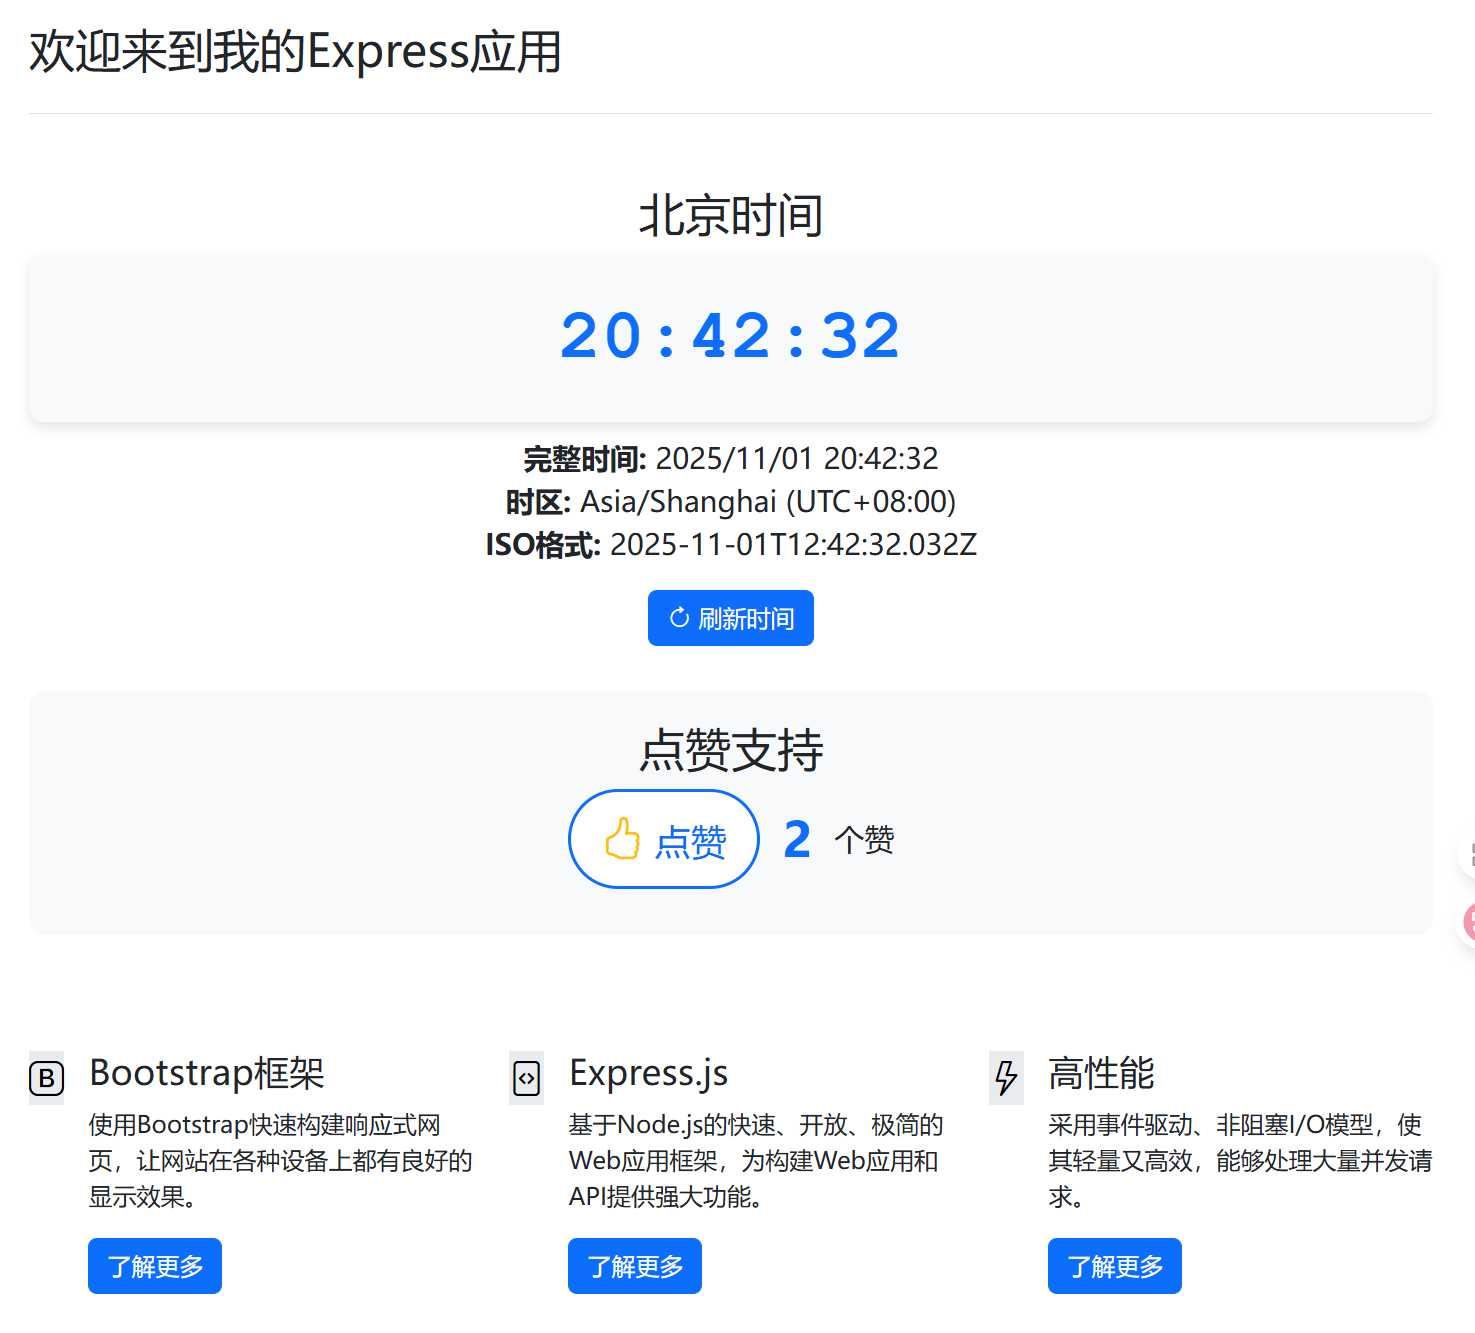 欢迎来到我的Express应用
北京时间
20:42:32
完整时间: 2025/11/01 20:42:32
时区: Asia/Shanghai (UTC+08:00)
ISO格式: 2025-11-01T12:42:32.032Z
刷新时间
点赞支持
点赞 2 个赞
B
Bootstrap框架
使用Bootstrap快速构建响应式网
页，让网站在各种设备上都有良好的
显示效果。
了解更多
Express.js
基于Node.js的快速、开放、极简的
Web应用框架，为构建Web应用和
API提供强大功能。
了解更多
高性能
采用事件驱动、非阻塞I/O模型，使
其轻量又高效，能够处理大量并发请
求。
了解更多